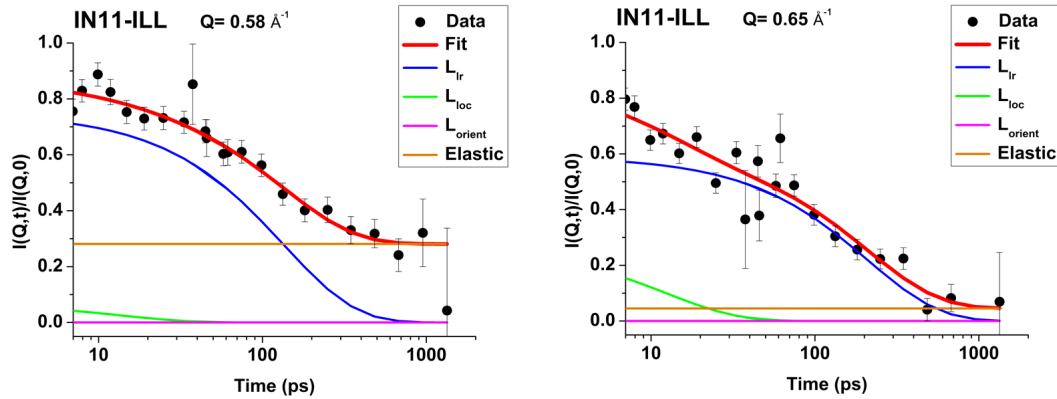 IN11-ILL Q= 0.58 Å⁻¹
Data
Fit
L_lr
L_loc
L_orient
Elastic
I(Q,t)/I(Q,0)
1.0
0.8
0.6
0.4
0.2
0.0
10 100 1000
Time (ps)
IN11-ILL Q= 0.65 Å⁻¹
Data
Fit
L_lr
L_loc
L_orient
Elastic
I(Q,t)/I(Q,0)
1.0
0.8
0.6
0.4
0.2
0.0
10 100 1000
Time (ps)